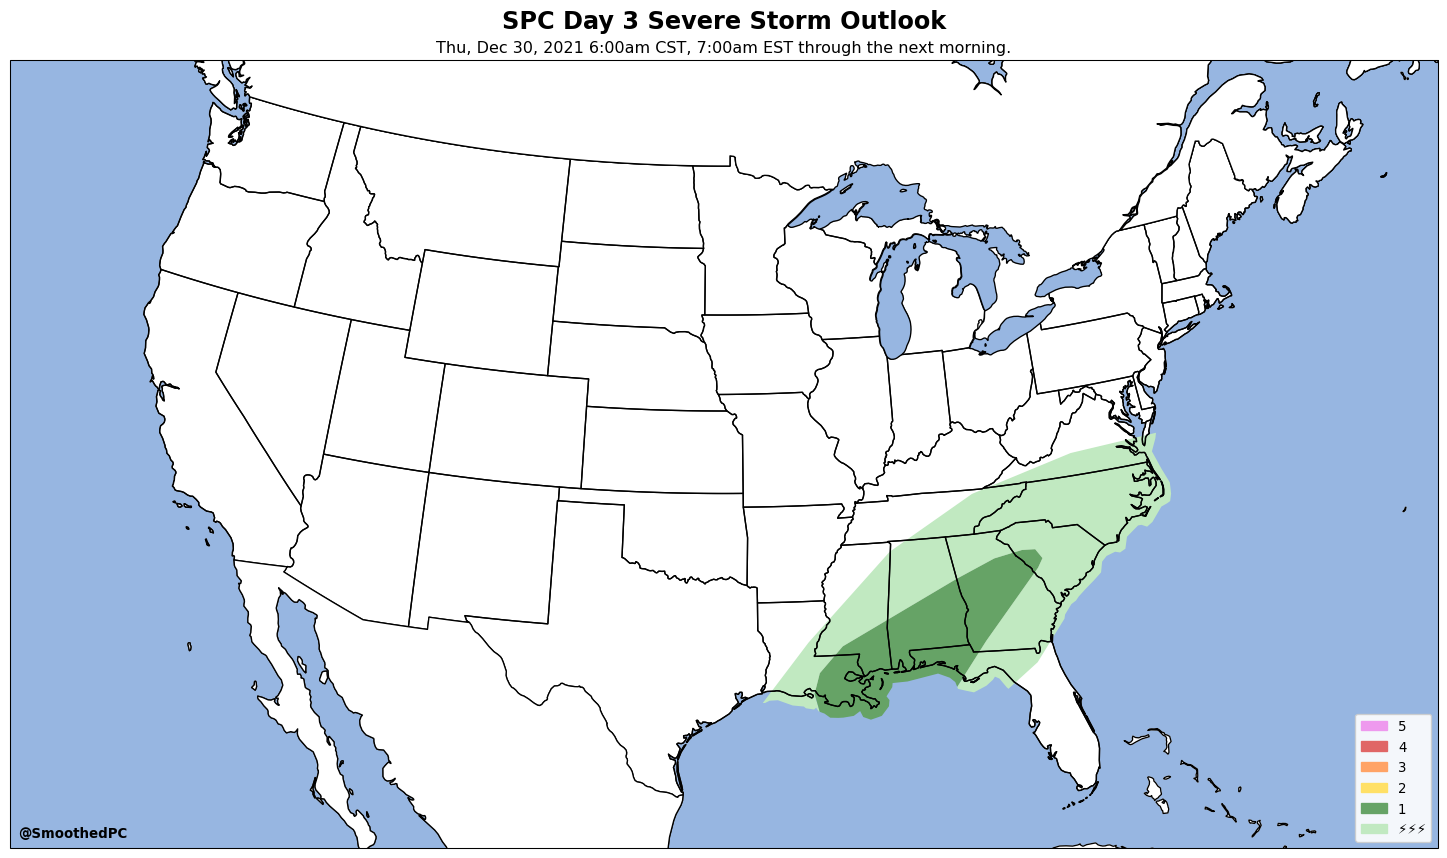 SPC Day 3 Severe Storm Outlook
Thu, Dec 30, 2021 6:00am CST, 7:00am EST through the next morning.
5
4
3
2
1
⚡⚡⚡
@SmoothedPC